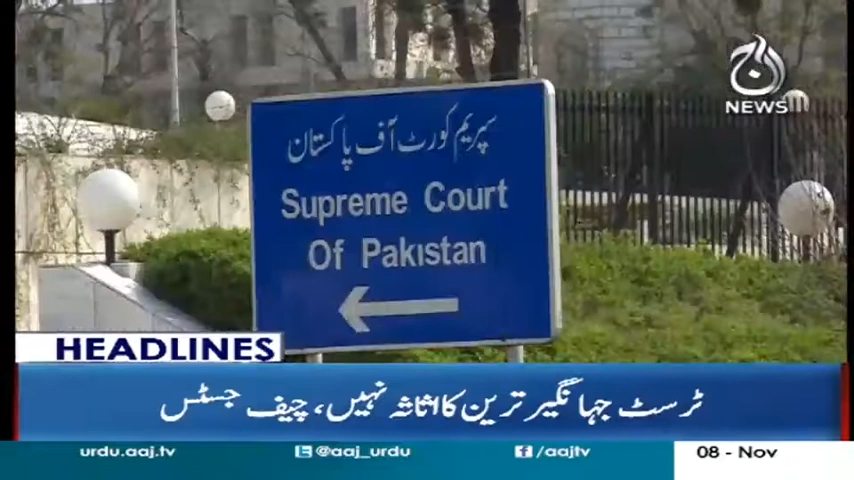 آج
NEWS
سپریم کورٹ آف پاکستان
Supreme Court
Of Pakistan
HEADLINES
ٹرسٹ جہانگیر ترین کا اثاثہ نہیں، چیف جسٹس
urdu.aaj.tv @aaj_urdu /aajtv 08 - Nov